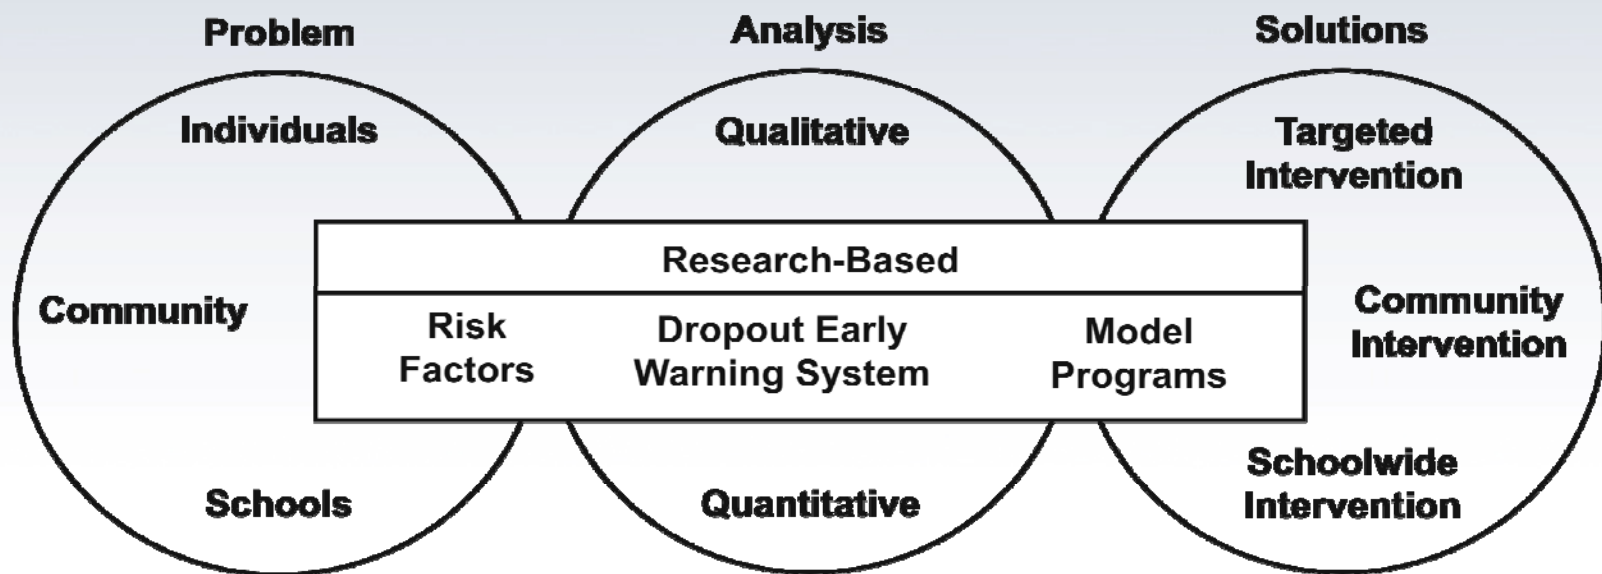 Problem
Analysis
Solutions
Individuals
Community
Schools
Qualitative
Quantitative
Targeted
Intervention
Community
Intervention
Schoolwide
Intervention
Research-Based
Risk
Factors
Dropout Early
Warning System
Model
Programs